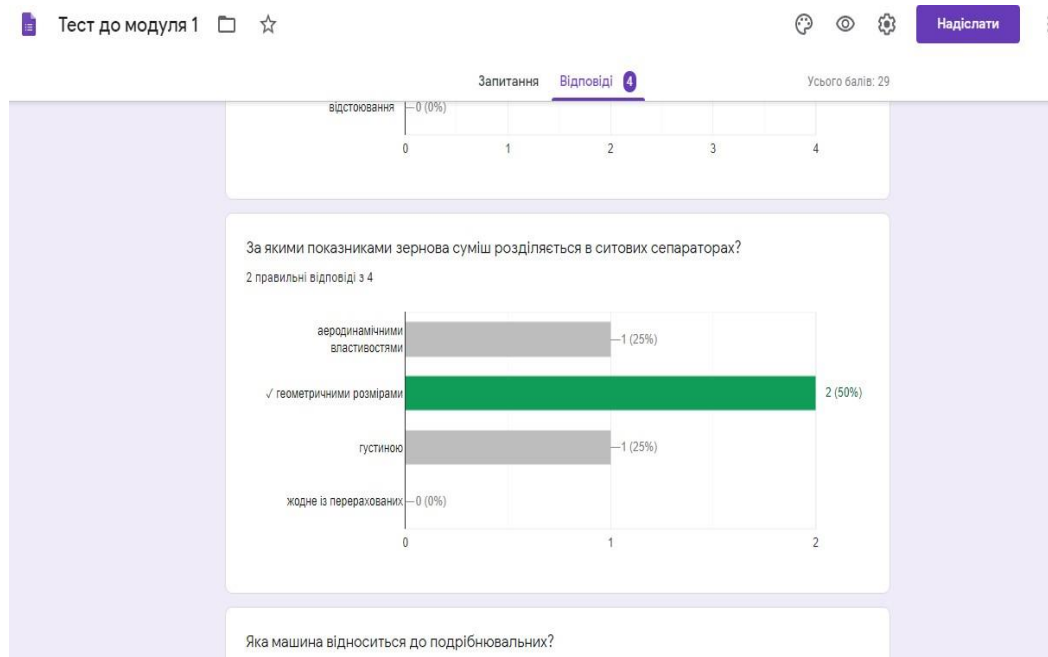 Тест до модуля 1
Надіслати
Запитання Відповіді 4 Усього балів: 29
відстоювання 0 (0%)
0 1 2 3 4
За якими показниками зернова суміш розділяється в ситових сепараторах?
2 правильні відповіді з 4
аеродинамічними
властивостями
1 (25%)
✓ геометричними розмірами 2 (50%)
густиною 1 (25%)
жодне із перерахованих 0 (0%)
0 1 2
Яка машина відноситься до подрібнювальних?